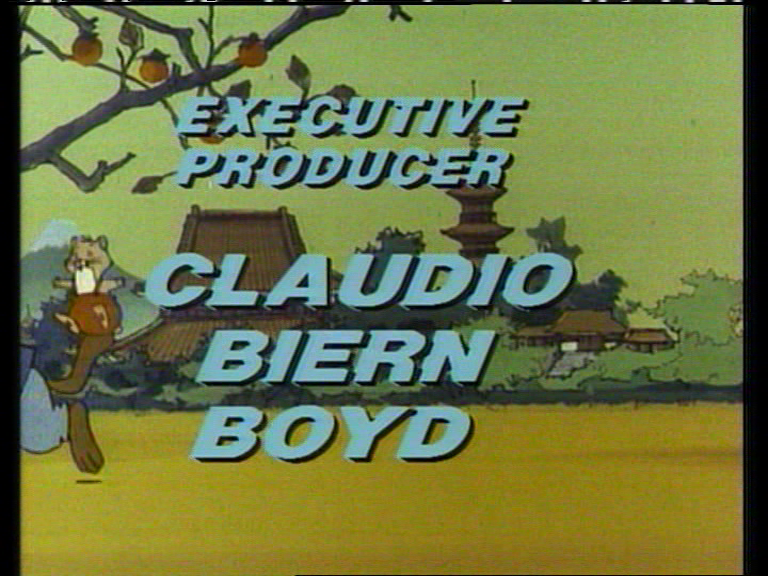 EXECUTIVE
PRODUCER
CLAUDIO
BIERN
BOYD